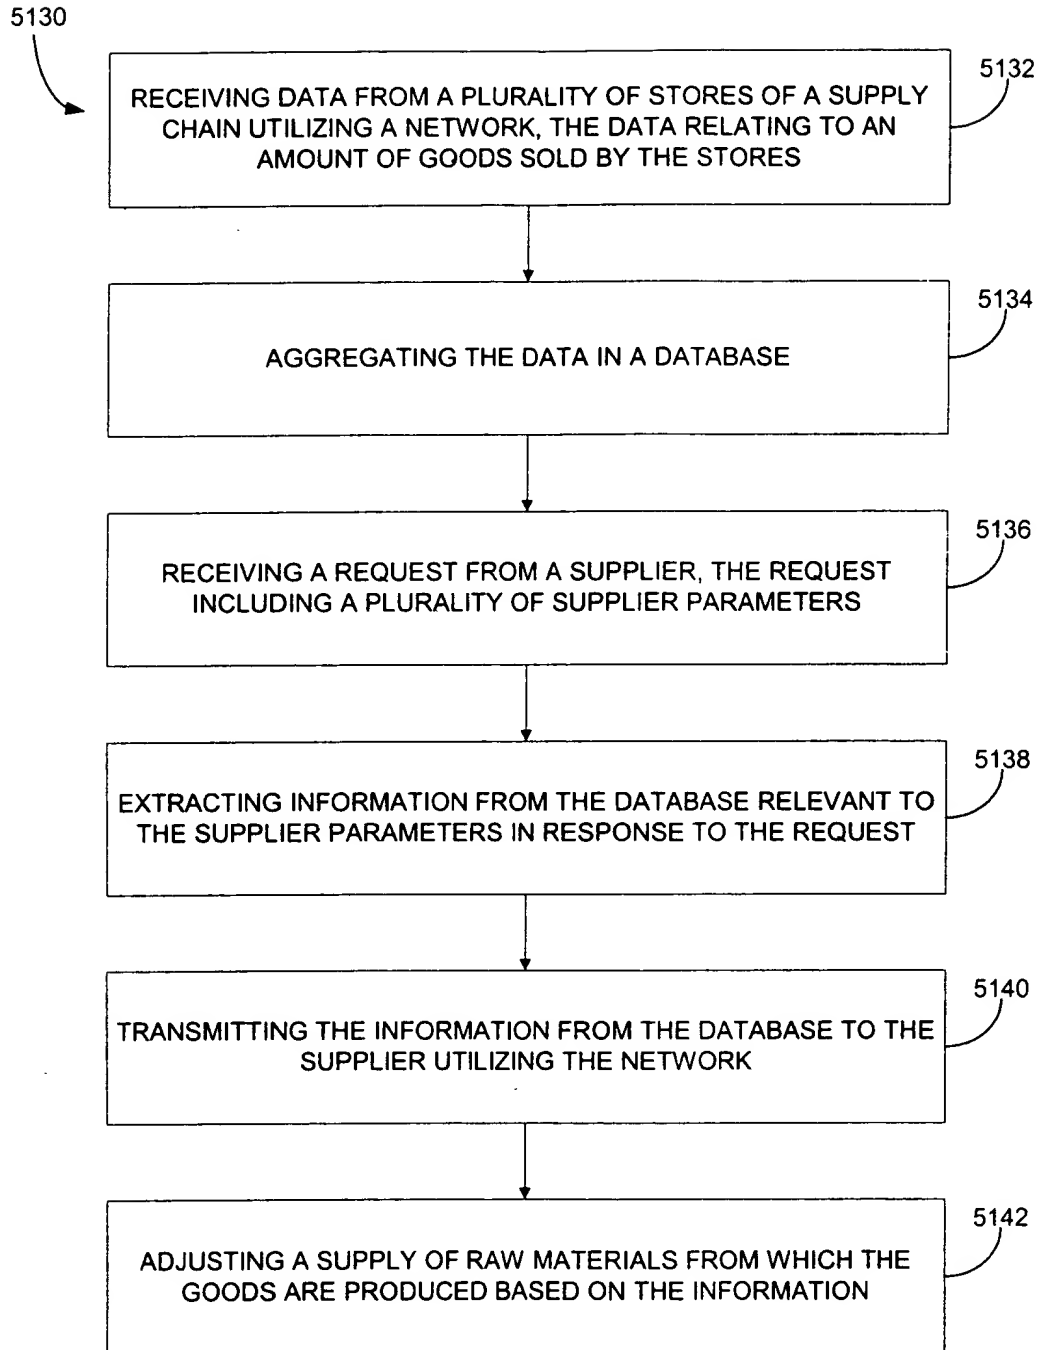 5130
5132
RECEIVING DATA FROM A PLURALITY OF STORES OF A SUPPLY
CHAIN UTILIZING A NETWORK, THE DATA RELATING TO AN
AMOUNT OF GOODS SOLD BY THE STORES
5134
AGGREGATING THE DATA IN A DATABASE
5136
RECEIVING A REQUEST FROM A SUPPLIER, THE REQUEST
INCLUDING A PLURALITY OF SUPPLIER PARAMETERS
5138
EXTRACTING INFORMATION FROM THE DATABASE RELEVANT TO
THE SUPPLIER PARAMETERS IN RESPONSE TO THE REQUEST
5140
TRANSMITTING THE INFORMATION FROM THE DATABASE TO THE
SUPPLIER UTILIZING THE NETWORK
5142
ADJUSTING A SUPPLY OF RAW MATERIALS FROM WHICH THE
GOODS ARE PRODUCED BASED ON THE INFORMATION